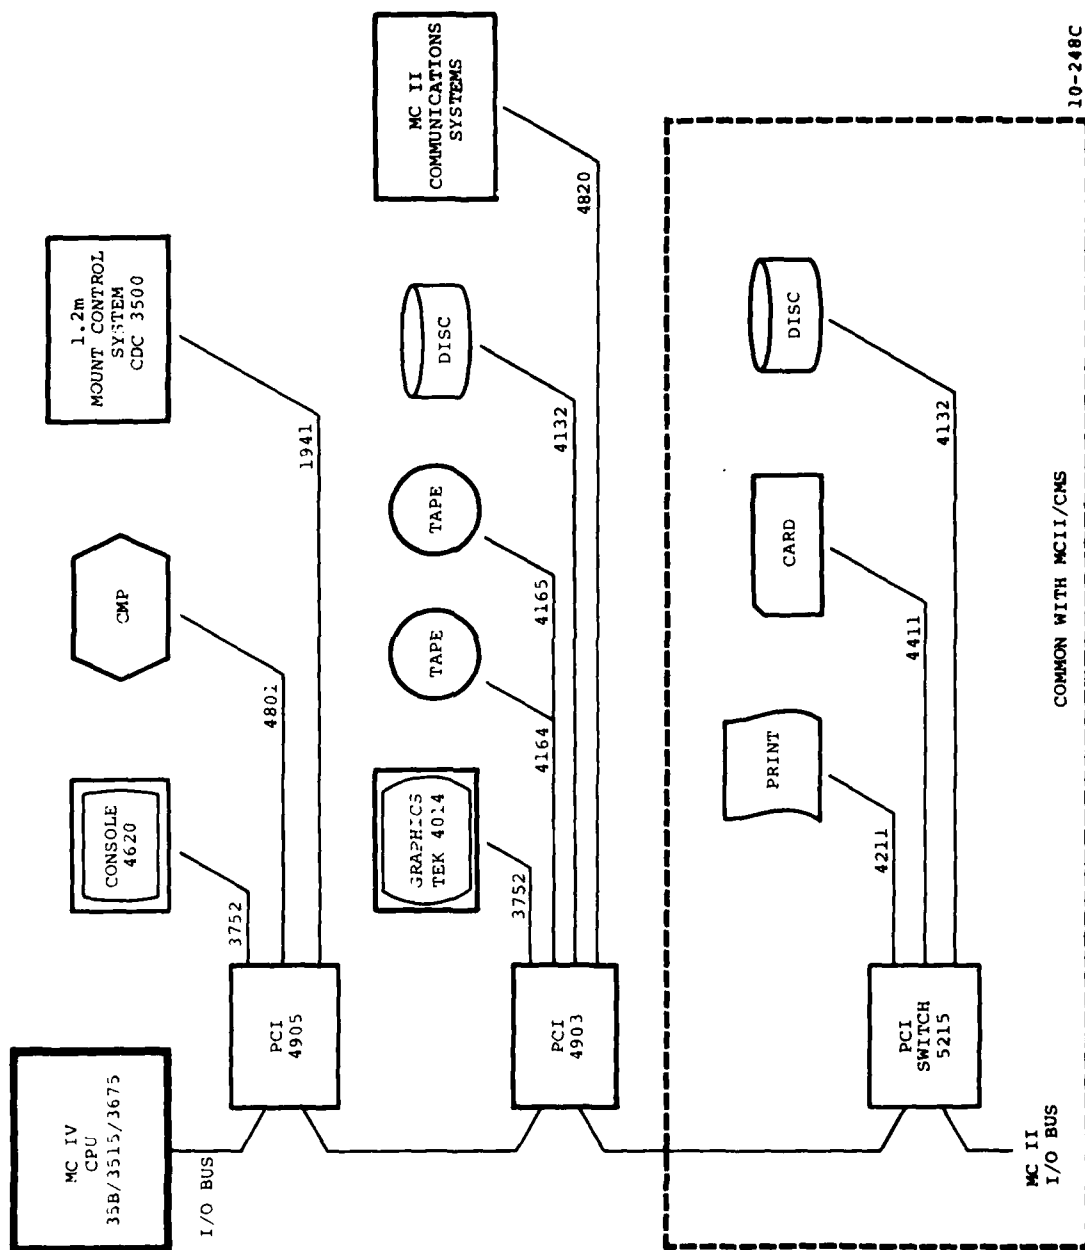 MC IV
CPU
35B/3515/3675
I/O BUS
PCI
4905
3752
CONSOLE
4620
4801
CMP
1941
1.2m
MOUNT CONTROL
SYSTEM
CDC 3500
PCI
4903
3752
GRAPHICS
TEK 4014
4164
TAPE
4165
TAPE
4132
DISC
4820
MC II
COMMUNICATIONS
SYSTEMS
PCI
SWITCH
5215
4211
PRINT
4411
CARD
4132
DISC
MC II
I/O BUS
COMMON WITH MCII/CMS
10-248C